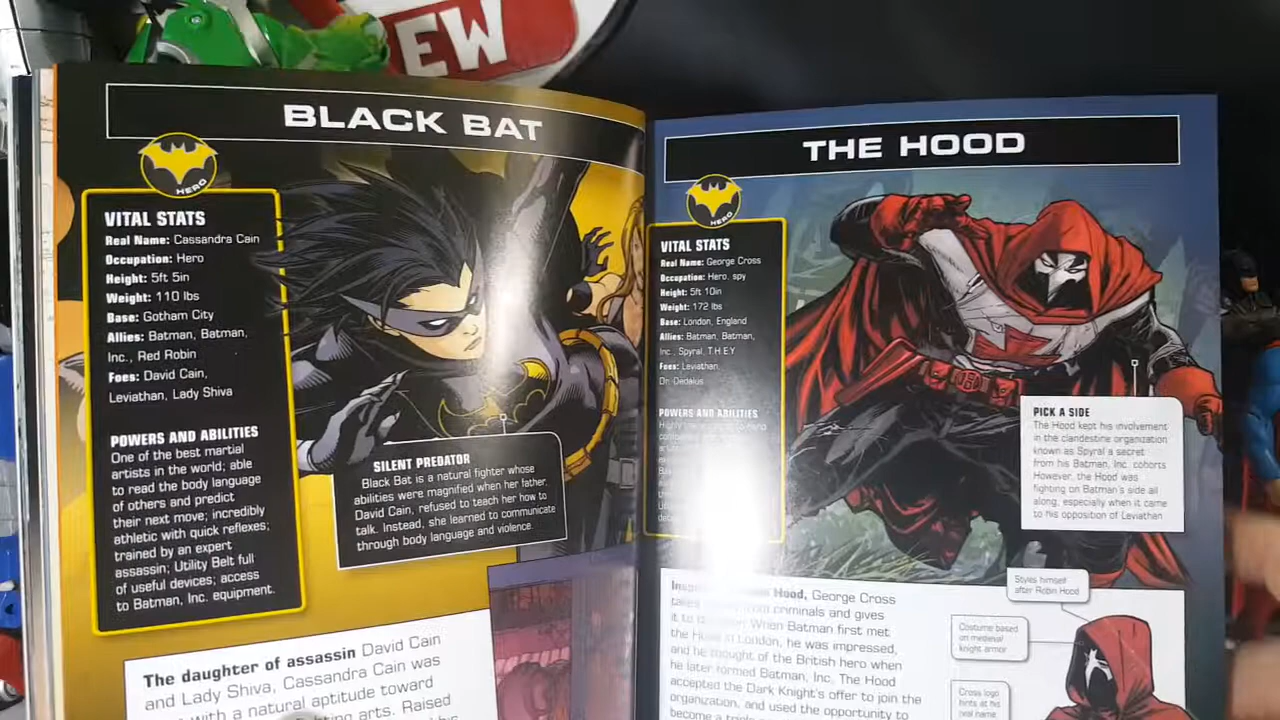 EW
BLACK BAT
HERO
VITAL STATS
Real Name: Cassandra Cain
Occupation: Hero
Height: 5ft 5in
Weight: 110 lbs
Base: Gotham City
Allies: Batman, Batman,
Inc., Red Robin
Foes: David Cain,
Leviathan, Lady Shiva
POWERS AND ABILITIES
One of the best martial
artists in the world; able
to read the body language
of others and predict
their next move; incredibly
athletic with quick reflexes;
trained by an expert
assassin; Utility Belt full
of useful devices; access
to Batman, Inc. equipment.
SILENT PREDATOR
Black Bat is a natural fighter whose
abilities were magnified when her father,
David Cain, refused to teach her how to
talk. Instead, she learned to communicate
through body language and violence.
The daughter of assassin David Cain
and Lady Shiva, Cassandra Cain was
with a natural aptitude toward
arts. Raised
THE HOOD
HERO
VITAL STATS
Real Name: George Cross
Occupation: Hero, spy
Height: 5ft 10in
Weight: 172 lbs
Base: London, England
Allies: Batman, Batman,
Inc., Spyral, T.H.E.Y.
Foes: Leviathan,
Dr. Dedalus
POWERS AND ABILITIES
PICK A SIDE
The Hood kept his involvement
in the clandestine organization
known as Spyral a secret
from his Batman, Inc. cohorts
However, the Hood was
fighting on Batman's side all
along, especially when it came
to his opposition of Leviathan
Hood, George Cross
criminals and gives
it to When Batman first met
the Hood in London, he was impressed,
and he thought of the British hero when
he later formed Batman, Inc. The Hood
accepted the Dark Knight's offer to join the
organization, and used the opportunity to
become a
Styles himself
after Robin Hood
Costume based
on medieval
knight armor
Cross logo
hints at his
real name